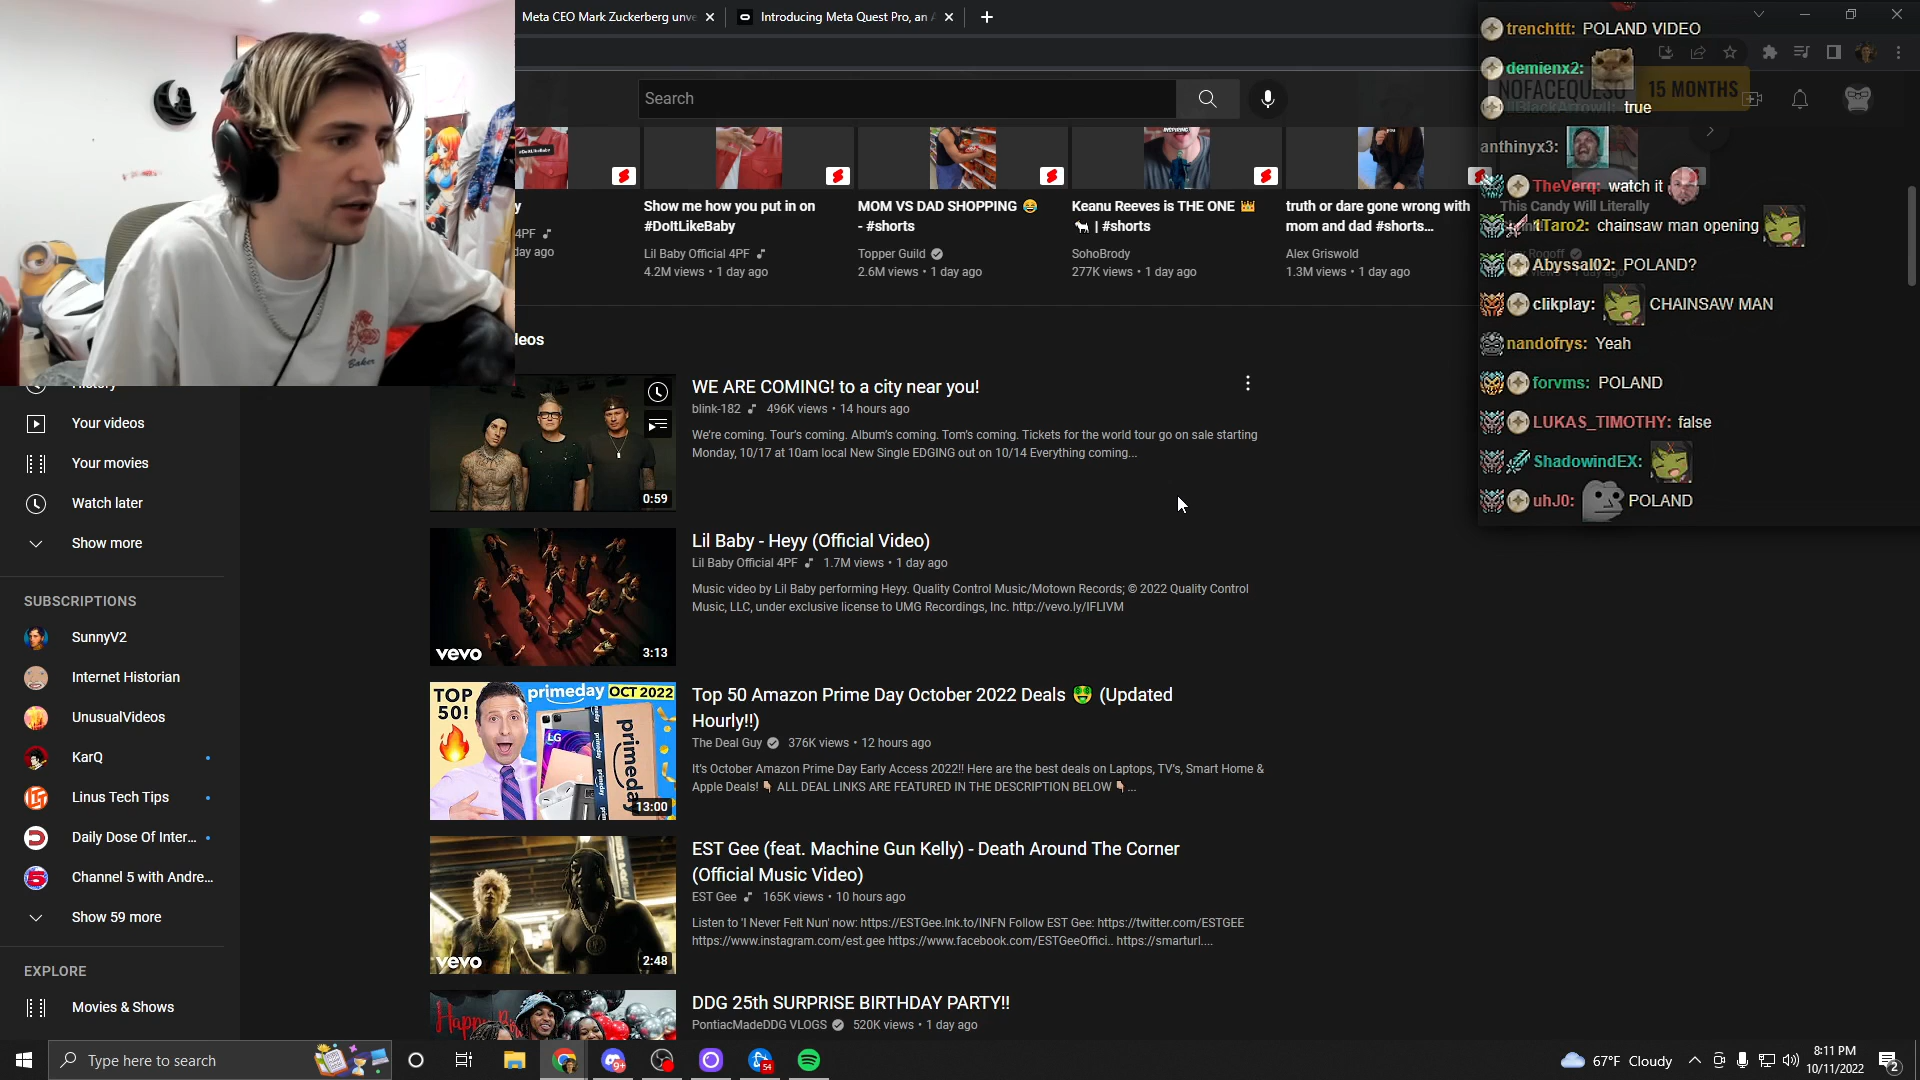 Meta CEO Mark Zuckerberg unve
Introducing Meta Quest Pro, an A
Search
y
4PF
day ago
Show me how you put in on
#DoItLikeBaby
Lil Baby Official 4PF
4.2M views • 1 day ago
MOM VS DAD SHOPPING 😂
- #shorts
Topper Guild
2.6M views • 1 day ago
Keanu Reeves is THE ONE 👑
🐐 | #shorts
SohoBrody
277K views • 1 day ago
truth or dare gone wrong with
mom and dad #shorts...
Alex Griswold
1.3M views • 1 day ago
This Candy Will Literally
trenchttt: POLAND VIDEO
demienx2:
NOFACEQUESO
15 MONTHS
true
anthinyx3:
TheVerq: watch it
tTaro2: chainsaw man opening
Abyssal02: POLAND?
clikplay: CHAINSAW MAN
nandofrys: Yeah
forvms: POLAND
LUKAS_TIMOTHY: false
ShadowindEX:
uhJ0: POLAND
Baker
deos
WE ARE COMING! to a city near you!
blink-182 496K views • 14 hours ago
We're coming. Tour's coming. Album's coming. Tom's coming. Tickets for the world tour go on sale starting
Monday, 10/17 at 10am local New Single EDGING out on 10/14 Everything coming...
0:59
Lil Baby - Heyy (Official Video)
Lil Baby Official 4PF 1.7M views • 1 day ago
Music video by Lil Baby performing Heyy. Quality Control Music/Motown Records; © 2022 Quality Control
Music, LLC, under exclusive license to UMG Recordings, Inc. http://vevo.ly/IFLIVM
vevo
3:13
TOP
50!
primeday OCT 2022
LG
primeday
13:00
Top 50 Amazon Prime Day October 2022 Deals 🤑 (Updated
Hourly!!)
The Deal Guy 376K views • 12 hours ago
It's October Amazon Prime Day Early Access 2022!! Here are the best deals on Laptops, TV's, Smart Home &
Apple Deals! 👇 ALL DEAL LINKS ARE FEATURED IN THE DESCRIPTION BELOW 👇 ...
EST Gee (feat. Machine Gun Kelly) - Death Around The Corner
(Official Music Video)
EST Gee 165K views • 10 hours ago
Listen to 'I Never Felt Nun' now: https://ESTGee.lnk.to/INFN Follow EST Gee: https://twitter.com/ESTGEE
https://www.instagram.com/est.gee https://www.facebook.com/ESTGeeOffici.. https://smarturl....
vevo
2:48
DDG 25th SURPRISE BIRTHDAY PARTY!!
PontiacMadeDDG VLOGS 520K views • 1 day ago
History
Your videos
Your movies
Watch later
Show more
SUBSCRIPTIONS
SunnyV2
Internet Historian
UnusualVideos
KarQ
Linus Tech Tips
Daily Dose Of Inter...
Channel 5 with Andre...
Show 59 more
EXPLORE
Movies & Shows
Type here to search
9+
54
67°F Cloudy
8:11 PM
10/11/2022
2